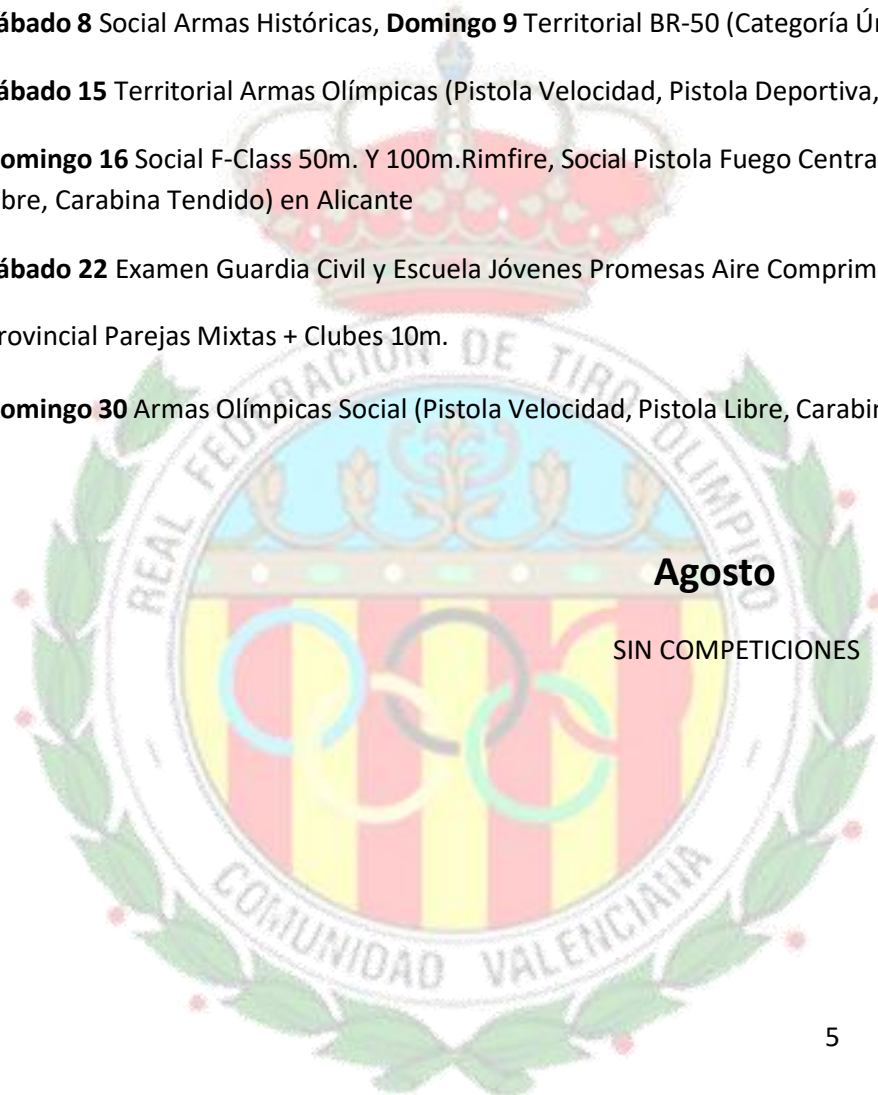 ábado 8 Social Armas Históricas, Domingo 9 Territorial BR-50 (Categoría Ún
ábado 15 Territorial Armas Olímpicas (Pistola Velocidad, Pistola Deportiva,
omingo 16 Social F-Class 50m. Y 100m.Rimfire, Social Pistola Fuego Centra
bre, Carabina Tendido) en Alicante
ábado 22 Examen Guardia Civil y Escuela Jóvenes Promesas Aire Comprim
rovincial Parejas Mixtas + Clubes 10m.
omingo 30 Armas Olímpicas Social (Pistola Velocidad, Pistola Libre, Carabin
REAL FEDERACION DE TIRO OLIMPICO
Agosto
SIN COMPETICIONES
COMUNIDAD VALENCIANA
5